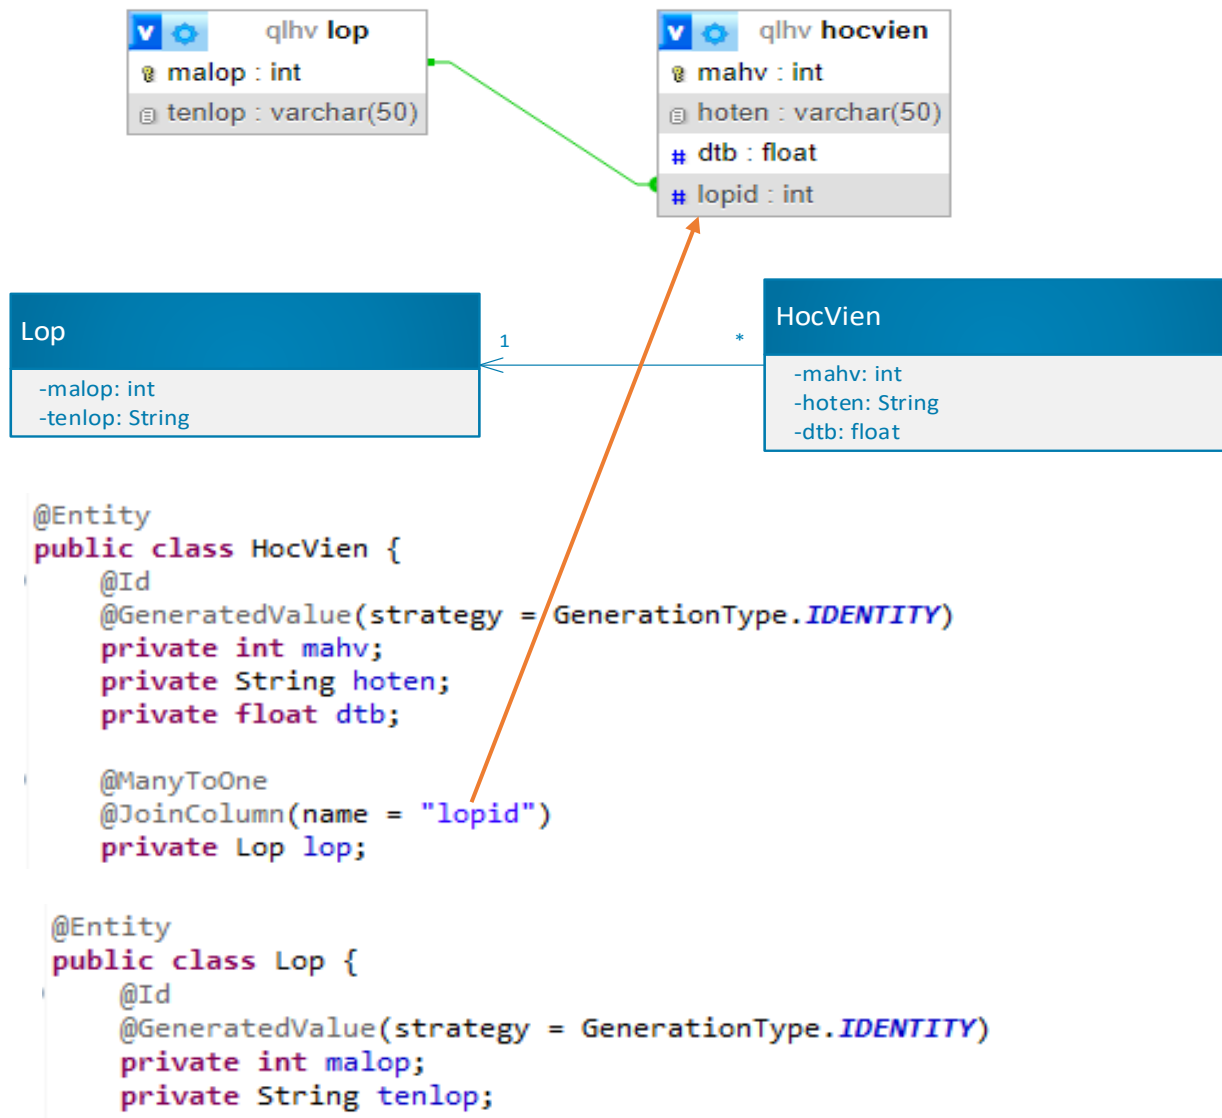 qlhv lop
malop : int
tenlop : varchar(50)
qlhv hocvien
mahv : int
hoten : varchar(50)
# dtb : float
# lopid : int
Lop
-malop: int
-tenlop: String
1
*
HocVien
-mahv: int
-hoten: String
-dtb: float
@Entity
public class HocVien {
@Id
@GeneratedValue(strategy = GenerationType.IDENTITY)
private int mahv;
private String hoten;
private float dtb;
@ManyToOne
@JoinColumn(name = "lopid")
private Lop lop;
@Entity
public class Lop {
@Id
@GeneratedValue(strategy = GenerationType.IDENTITY)
private int malop;
private String tenlop;